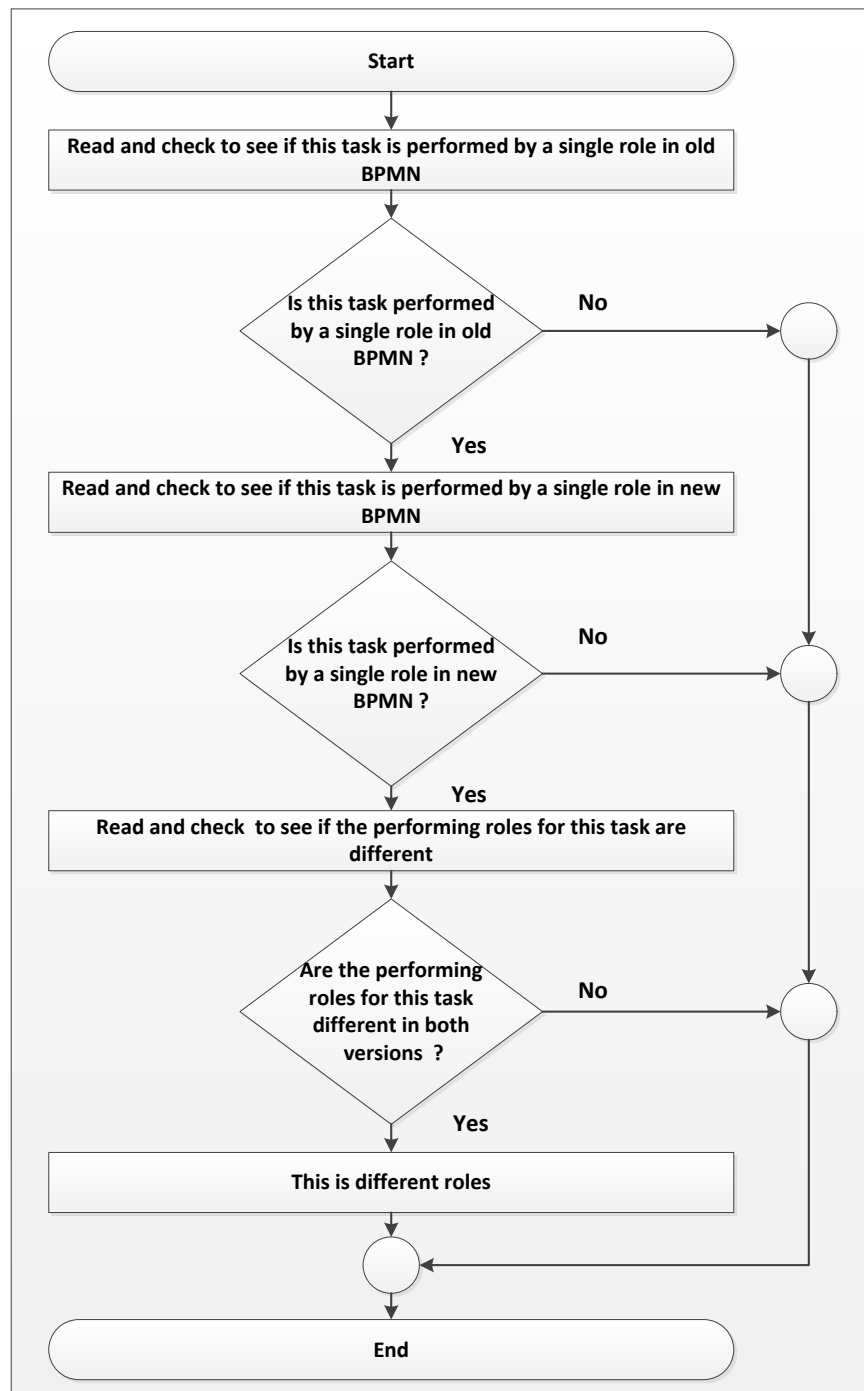 Start
Read and check to see if this task is performed by a single role in old
BPMN
Is this task performed
by a single role in old
BPMN ?
No
Yes
Read and check to see if this task is performed by a single role in new
BPMN
Is this task performed
by a single role in new
BPMN ?
No
Yes
Read and check  to see if the performing roles for this task are
different
Are the performing
roles for this task
different in both
versions  ?
No
Yes
This is different roles
End